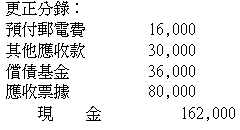 更正分錄：
預付郵電費 16,000
其他應收款 30,000
償債基金 36,000
應收票據 80,000
現 金 162,000